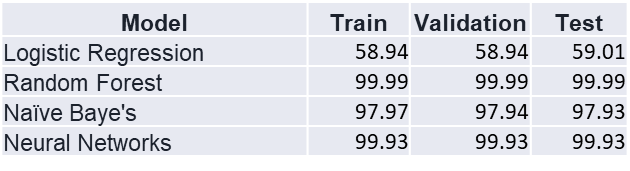 Model Train Validation Test
Logistic Regression 58.94 58.94 59.01
Random Forest 99.99 99.99 99.99
Naïve Baye's 97.97 97.94 97.93
Neural Networks 99.93 99.93 99.93